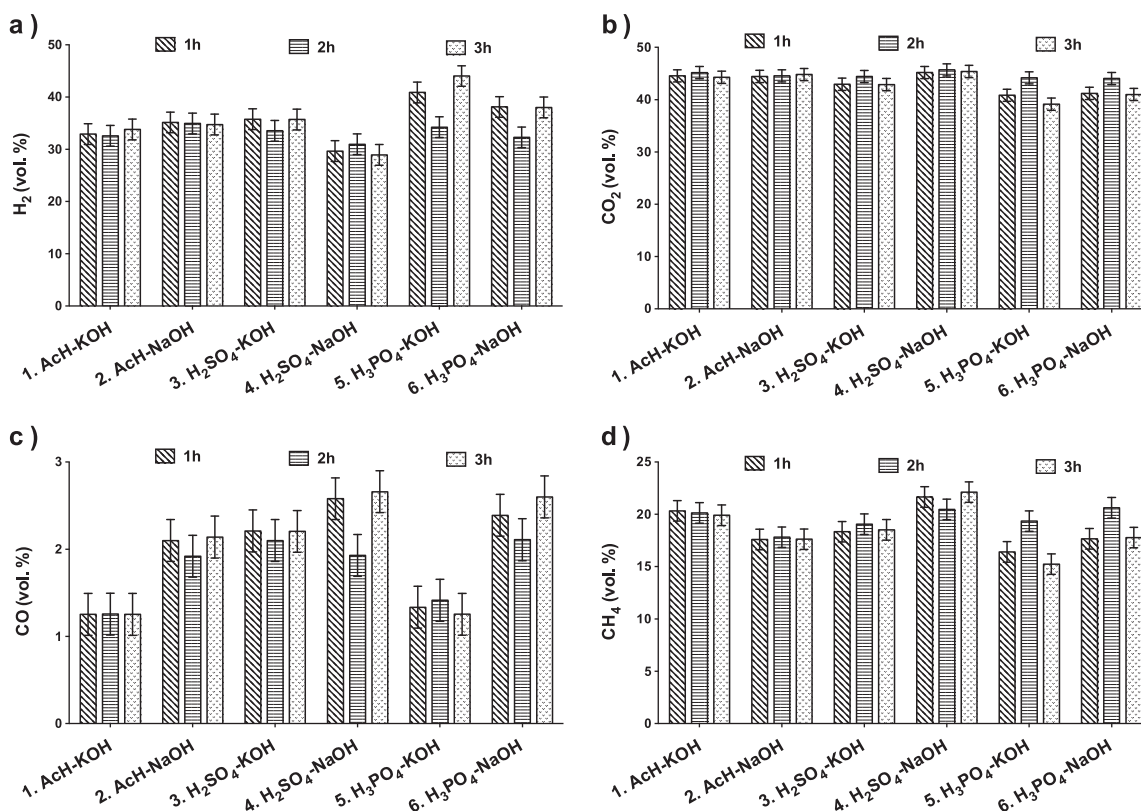 a )
1h 2h 3h
H₂ (vol. %)
50
40
30
20
10
0
1. AcH-KOH
2. AcH-NaOH
3. H₂SO₄-KOH
4. H₂SO₄-NaOH
5. H₃PO₄-KOH
6. H₃PO₄-NaOH
b )
1h 2h 3h
CO₂ (vol. %)
50
40
30
20
10
0
1. AcH-KOH
2. AcH-NaOH
3. H₂SO₄-KOH
4. H₂SO₄-NaOH
5. H₃PO₄-KOH
6. H₃PO₄-NaOH
c )
1h 2h 3h
CO (vol. %)
3
2
1
0
1. AcH-KOH
2. AcH-NaOH
3. H₂SO₄-KOH
4. H₂SO₄-NaOH
5. H₃PO₄-KOH
6. H₃PO₄-NaOH
d )
1h 2h 3h
CH₄ (vol. %)
25
20
15
10
5
0
1. AcH-KOH
2. AcH-NaOH
3. H₂SO₄-KOH
4. H₂SO₄-NaOH
5. H₃PO₄-KOH
6. H₃PO₄-NaOH